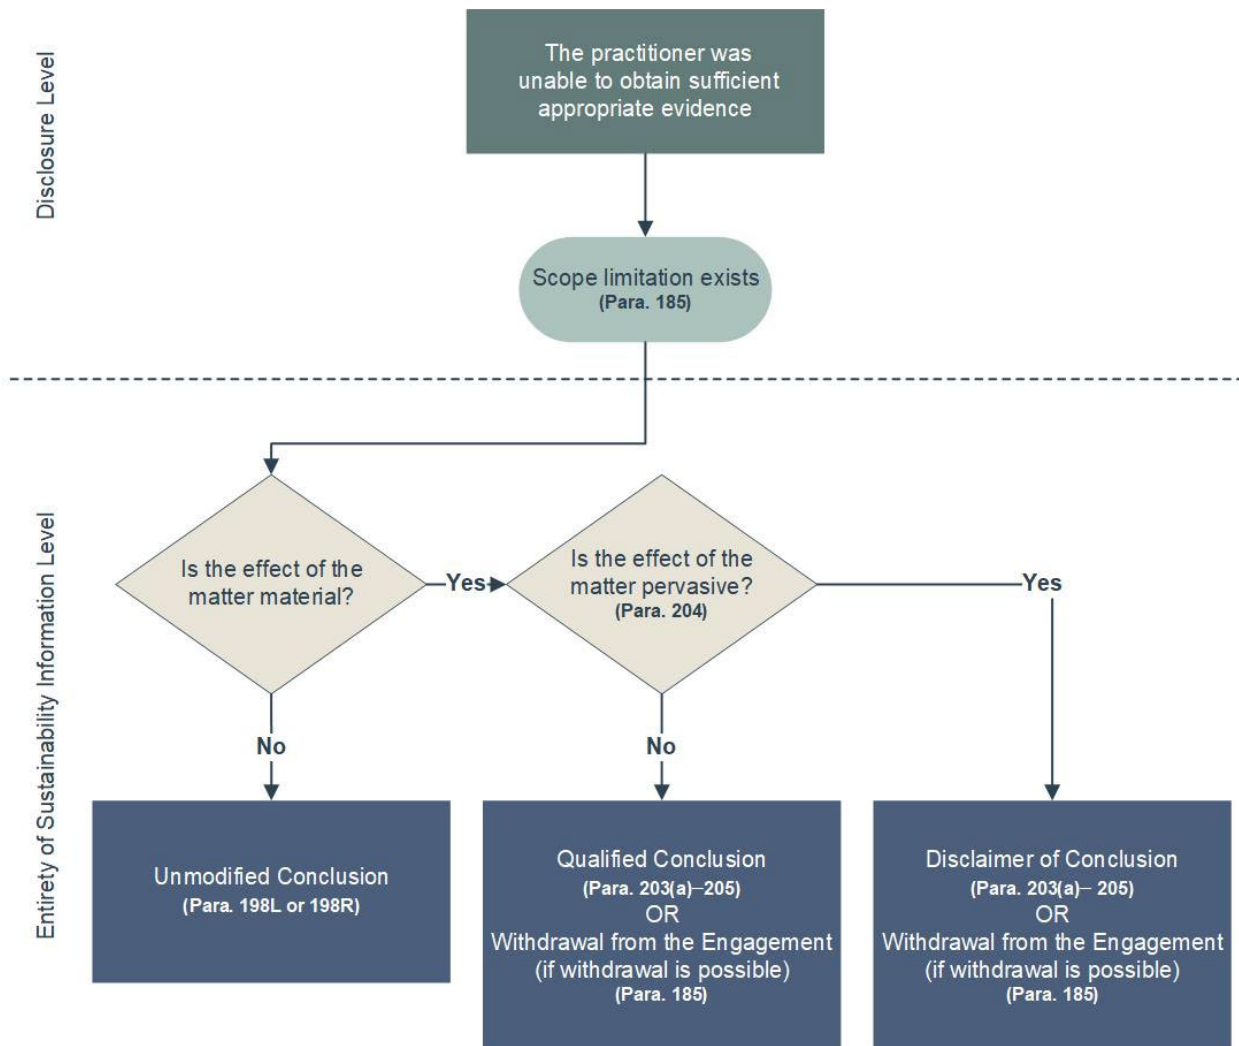 Disclosure Level
The practitioner was
unable to obtain sufficient
appropriate evidence
Scope limitation exists
(Para. 185)
Entirety of Sustainability Information Level
Is the effect of the
matter material?
Yes
Is the effect of the
matter pervasive?
(Para. 204)
Yes
No
No
Unmodified Conclusion
(Para. 198L or 198R)
Qualified Conclusion
(Para. 203(a)–205)
OR
Withdrawal from the Engagement
(if withdrawal is possible)
(Para. 185)
Disclaimer of Conclusion
(Para. 203(a)– 205)
OR
Withdrawal from the Engagement
(if withdrawal is possible)
(Para. 185)